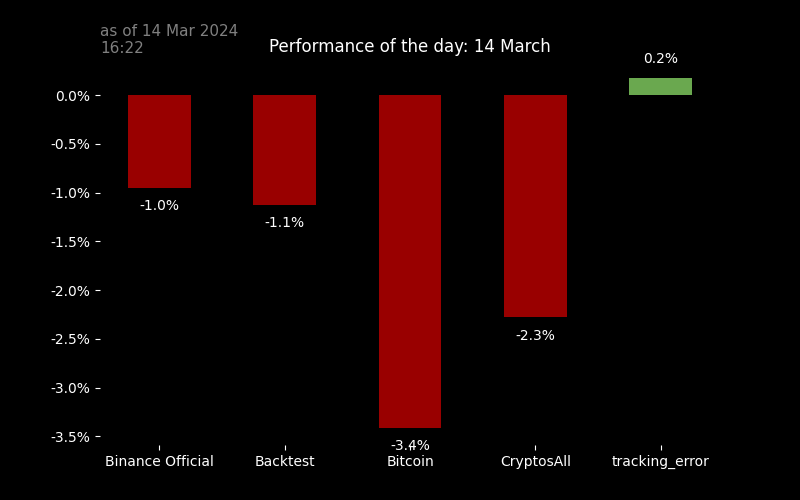 as of 14 Mar 2024
16:22
Performance of the day: 14 March
0.2%
0.0%
-0.5%
-1.0%
-1.5%
-2.0%
-2.5%
-3.0%
-3.5%
-1.0%
-1.1%
-3.4%
-2.3%
Binance Official
Backtest
Bitcoin
CryptosAll
tracking_error